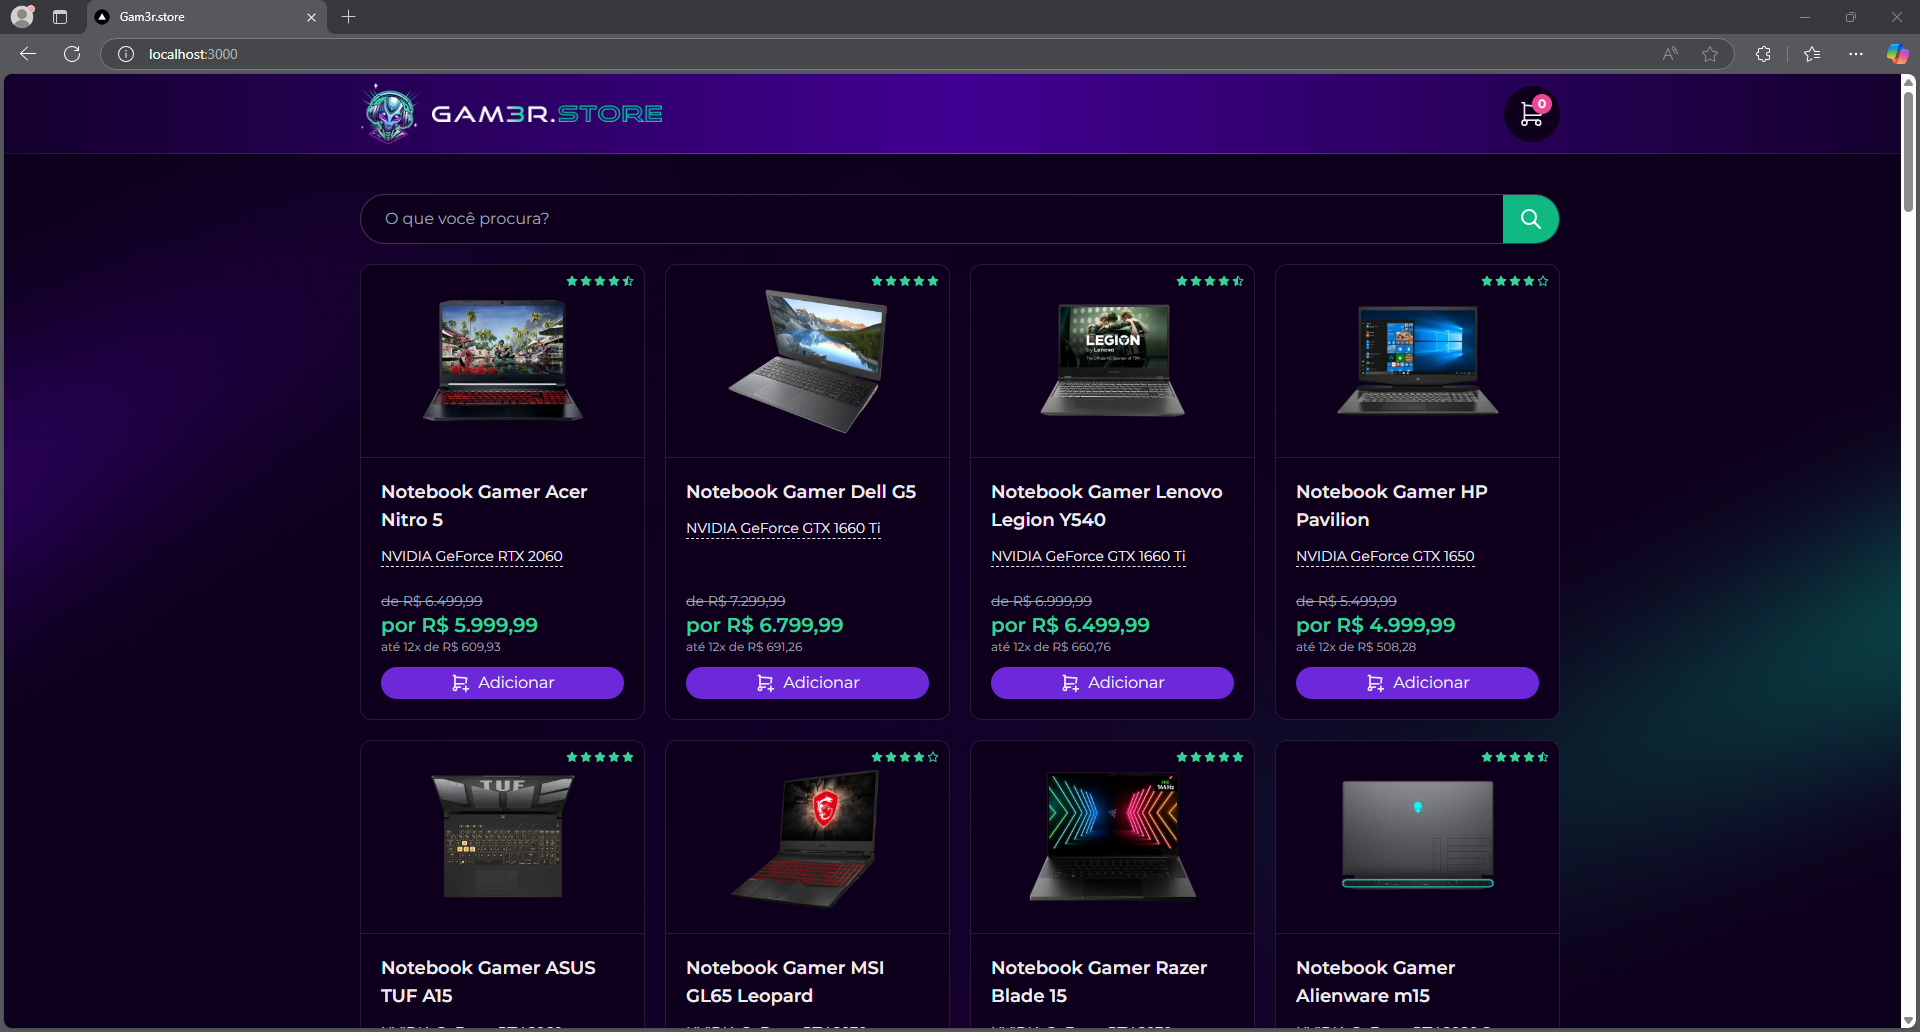 Gam3r.store
localhost:3000
GAM3R.STORE
0
O que você procura?
LEGION
by Lenovo
Notebook Gamer Acer
Nitro 5
NVIDIA GeForce RTX 2060
de R$ 6.499,99
por R$ 5.999,99
até 12x de R$ 609,93
Adicionar
Notebook Gamer Dell G5
NVIDIA GeForce GTX 1660 Ti
de R$ 7.299,99
por R$ 6.799,99
até 12x de R$ 691,26
Adicionar
Notebook Gamer Lenovo
Legion Y540
NVIDIA GeForce GTX 1660 Ti
de R$ 6.999,99
por R$ 6.499,99
até 12x de R$ 660,76
Adicionar
Notebook Gamer HP
Pavilion
NVIDIA GeForce GTX 1650
de R$ 5.499,99
por R$ 4.999,99
até 12x de R$ 508,28
Adicionar
TUF
144Hz
Notebook Gamer ASUS
TUF A15
Notebook Gamer MSI
GL65 Leopard
Notebook Gamer Razer
Blade 15
Notebook Gamer
Alienware m15